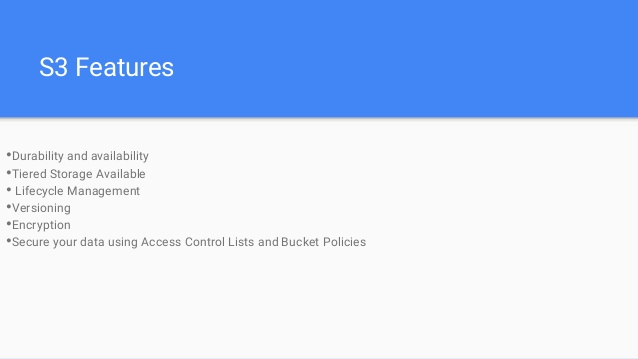 S3 Features
•Durability and availability
•Tiered Storage Available
• Lifecycle Management
•Versioning
•Encryption
•Secure your data using Access Control Lists and Bucket Policies